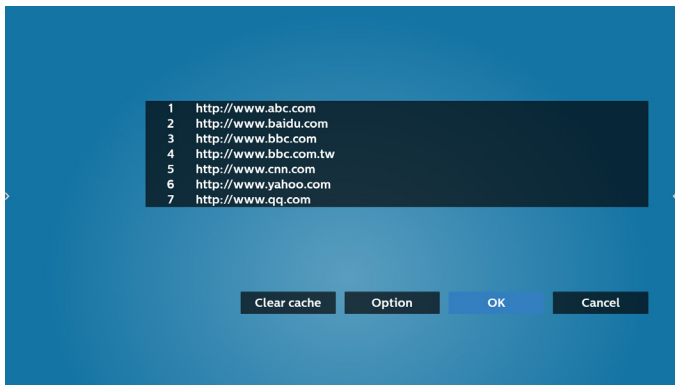 1 http://www.abc.com
2 http://www.baidu.com
3 http://www.bbc.com
4 http://www.bbc.com.tw
5 http://www.cnn.com
6 http://www.yahoo.com
7 http://www.qq.com
Clear cache Option OK Cancel